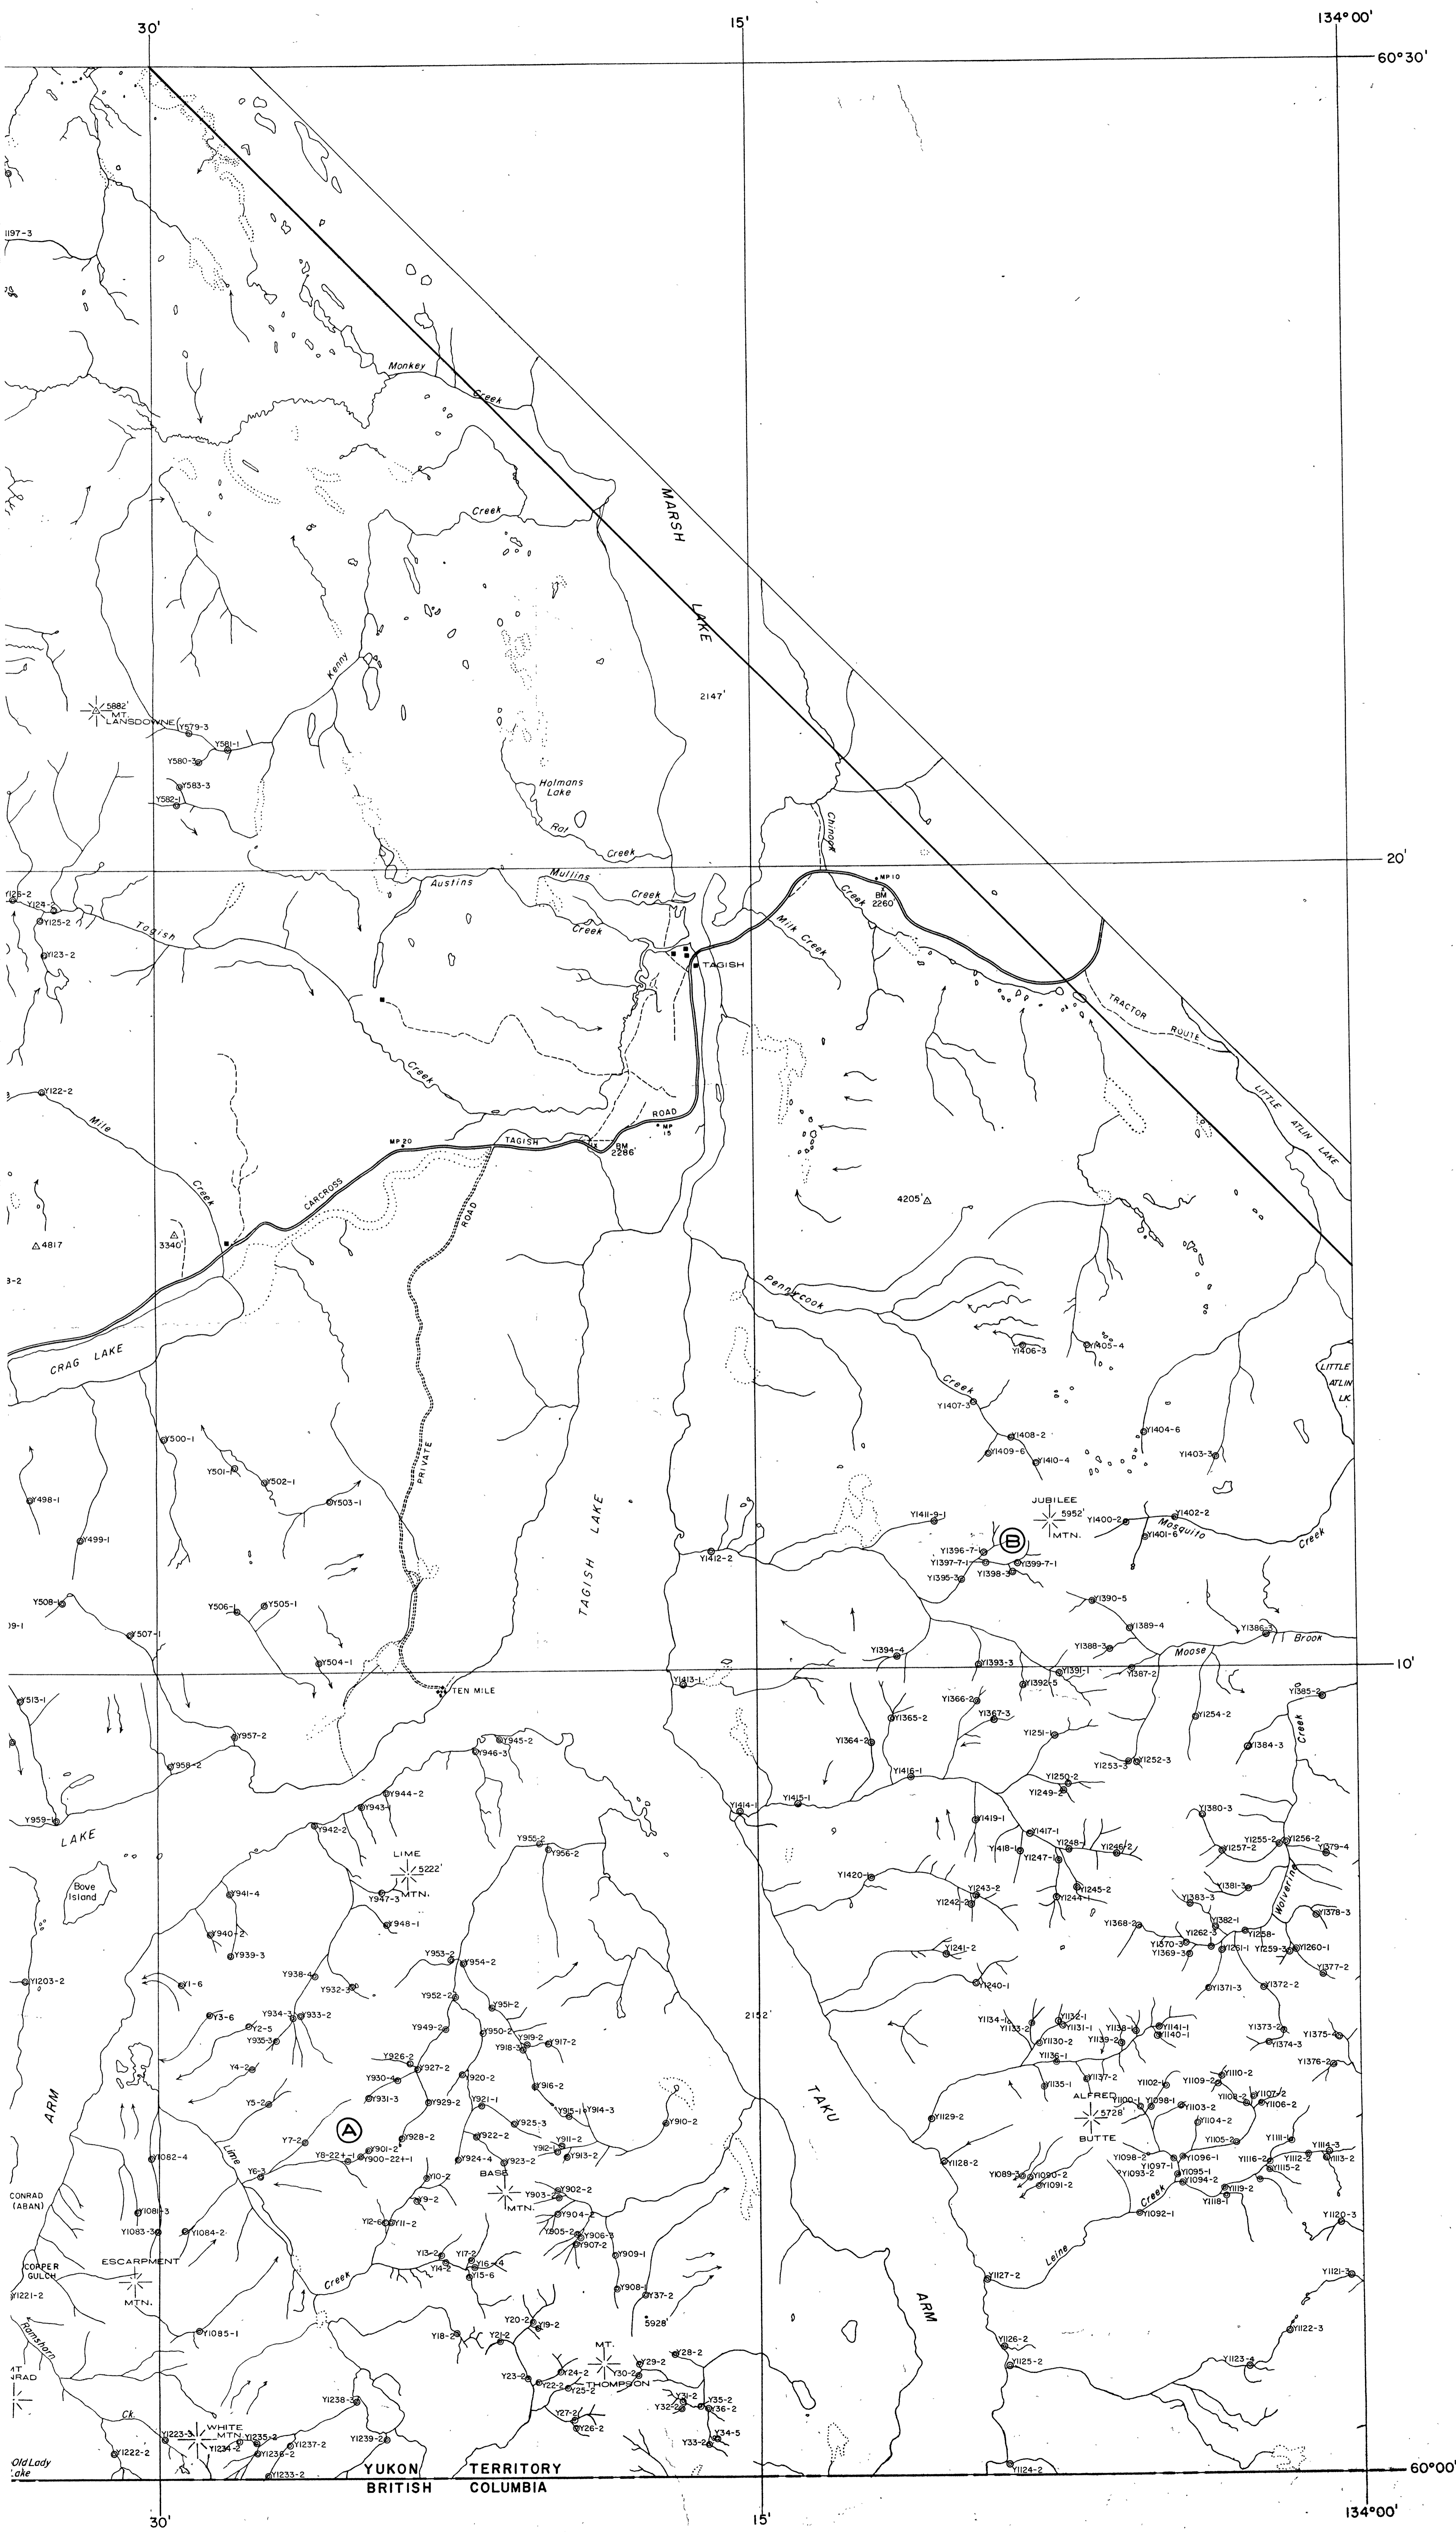 30'
15'
134°00'
60°30'
1197-3
Monkey
Creek
MARSH
LAKE
Creek
Kenny
2147'
5882'
MT.
LANSDOWNE
Y579-3
Y581-1
Y580-3
Y583-3
Y582-1
Holmans
Lake
Rat
Creek
Chinook
20'
Y124-2
Y125-2
Austins
Mullins
Creek
MP 10
BM
2260
Creek
Tagish
Creek
Milk Creek
TAGISH
Y123-2
TRACTOR
ROUTE
Creek
Y122-2
LITTLE
ATLIN
LAKE
Mile
ROAD
MP
15
MP 20
TAGISH
BM
2286
Creek
CARCROSS
ROAD
4205'
4817
3340'
3-2
Pennycook
CRAG LAKE
Y1406-3
Y1405-4
LITTLE
ATLIN
LK.
Creek
Y1407-3
Y500-1
Y1408-2
Y1404-6
Y1409-6
Y1403-3
Y1410-4
PRIVATE
Y501-1
Y502-1
Y498-1
Y503-1
JUBILEE
5952'
MTN.
Y499-1
TAGISH LAKE
Y1411-9-1
Y1400-2
Y1402-2
Mosquito
Y1401-6
Creek
B
Y1412-2
Y1396-7-1
Y1397-7-1
Y1399-7-1
Y1398-3
Y1395-3
Y508-1
Y506-1
Y505-1
Y1390-5
09-1
Y507-1
Y1389-4
Y1386-3
Brook
Y1388-3
Moose
Y504-1
Y1394-4
Y1393-3
Y1391-1
Y1387-2
10'
Y1413-1
Y1392-5
TEN MILE
Y1385-2
Y513-1
Y1366-2
Y1365-2
Y1367-3
Y1254-2
Creek
Y957-2
Y945-2
Y1364-2
Y1251-1
Y1384-3
Y946-3
Y958-2
Y1253-3
Y1252-3
Y1416-1
Y1250-2
Y1249-2
Y944-2
Y943-1
Y1414-1
Y1415-1
Y959-1
Y1380-3
LAKE
Y942-2
Y1419-1
Y1417-1
Y955-2
Y956-2
Y1418-1
Y1248-1
Y1247-1
Y1246-2
Y1257-2
Y1255-2
Y1256-2
Y1379-4
LIME
5222'
MTN.
Y947-3
Bove
Island
Y941-4
Y1420-1
Y1243-2
Y1242-2
Y1245-2
Y1244-1
Y1381-3
Y1383-3
Wolverine
Y948-1
Y940-2
Y1368-2
Y1382-1
Y1378-3
Y1262-3
Y1258-
Y939-3
Y1370-3
Y1369-3
Y1261-1
Y1259-3
Y1260-1
Y953-2
Y954-2
Y1241-2
Y1377-2
Y938-4
Y1203-2
Y1-6
Y932-3
Y1240-1
Y1371-3
Y1372-2
Y952-2
Y951-2
Y3-6
Y934-3
Y933-2
2152'
Y2-5
Y935-3
Y949-2
Y950-2
Y919-2
Y918-3
Y917-2
Y1134-1
Y1133-2
Y1132-1
Y1131-1
Y1138-1
Y1141-1
Y1140-1
Y1139-2
Y1130-2
Y1373-2
Y1375-4
Y1374-3
Y4-2
Y926-2
Y927-2
Y1136-1
Y1376-2
Y930-4
Y920-2
Y1135-1
Y1137-2
Y1110-2
Y1109-2
ARM
Y931-3
Y916-2
TAKU
ALFRED
5728'
BUTTE
Y1102-1
Y1100-1
Y1098-1
Y1103-2
Y1108-2
Y1107-2
Y1106-2
Y5-2
Y929-2
Y921-1
Y915-1
Y914-3
A
Y910-2
Y1129-2
Y1104-2
Y925-3
Y7-2
Y928-2
Y922-2
Y901-2
Y900-22+-1
Y8-22+-1
Y911-2
Y912-1
Y913-2
Y1105-2
Y1111-1
Lime
Y1082-4
Y924-4
Y923-2
Y1128-2
Y1098-2
Y1097-1
Y1096-1
Y1114-3
Y1112-2
Y1113-2
Y1116-2
Y1115-2
Y6-3
Y10-2
BASE
MTN.
Y1089-3
Y1090-2
Y1091-2
Y1093-2
Y1095-1
Y1094-2
CONRAD
(ABAN)
Y9-2
Y902-2
Y903-2
Creek
Y1119-2
Y1118-1
Y1081-3
Y12-6
Y11-2
Y904-2
Y1092-1
Y1120-3
Y1083-3
Y1084-2
Y905-2
Y906-3
Y907-2
COPPER
GULCH
ESCARPMENT
MTN.
Y13-2
Y14-2
Y17-2
Y16-4
Y15-6
Y909-1
Leine
Y1121-3
Creek
Y1127-2
Y1221-2
Y908-1
Y37-2
ARM
Ramshorn
Y1085-1
Y20-2
Y19-2
5928'
Y1122-3
Y18-2
Y21-2
Y1126-2
MT.
THOMPSON
Y28-2
Y29-2
Y30-2
Y1125-2
Y1123-4
Y23-2
Y24-2
Y22-2
Y25-2
Y1238-3
Y31-2
Y32-2
Y35-2
Y36-2
Ck.
Y27-2
Y26-2
Y1223-3
WHITE
MTN.
Y1235-2
Y1234-2
Y1237-2
Y1239-2
Y34-5
Y33-2
Y1222-2
Y1236-2
Old Lady
Y1233-2
Y1124-2
YUKON TERRITORY
BRITISH COLUMBIA
60°00'
30'
15'
134°00'